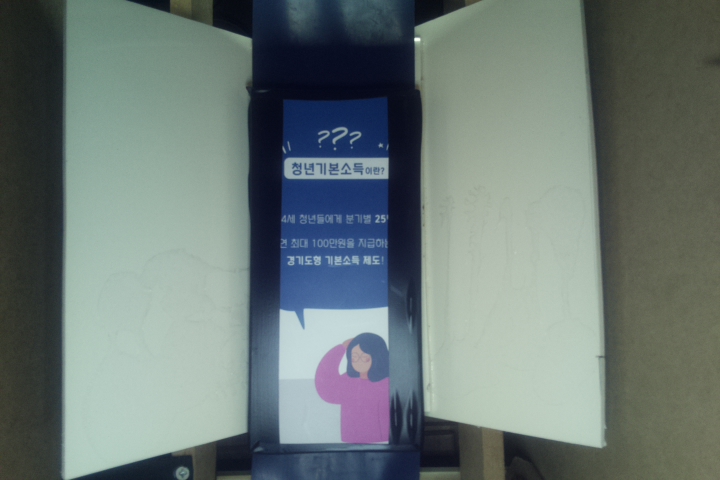 ???
청년기본소득이란?
4세 청년들에게 분기별 25
연 최대 100만원을 지급하는
경기도형 기본소득 제도!